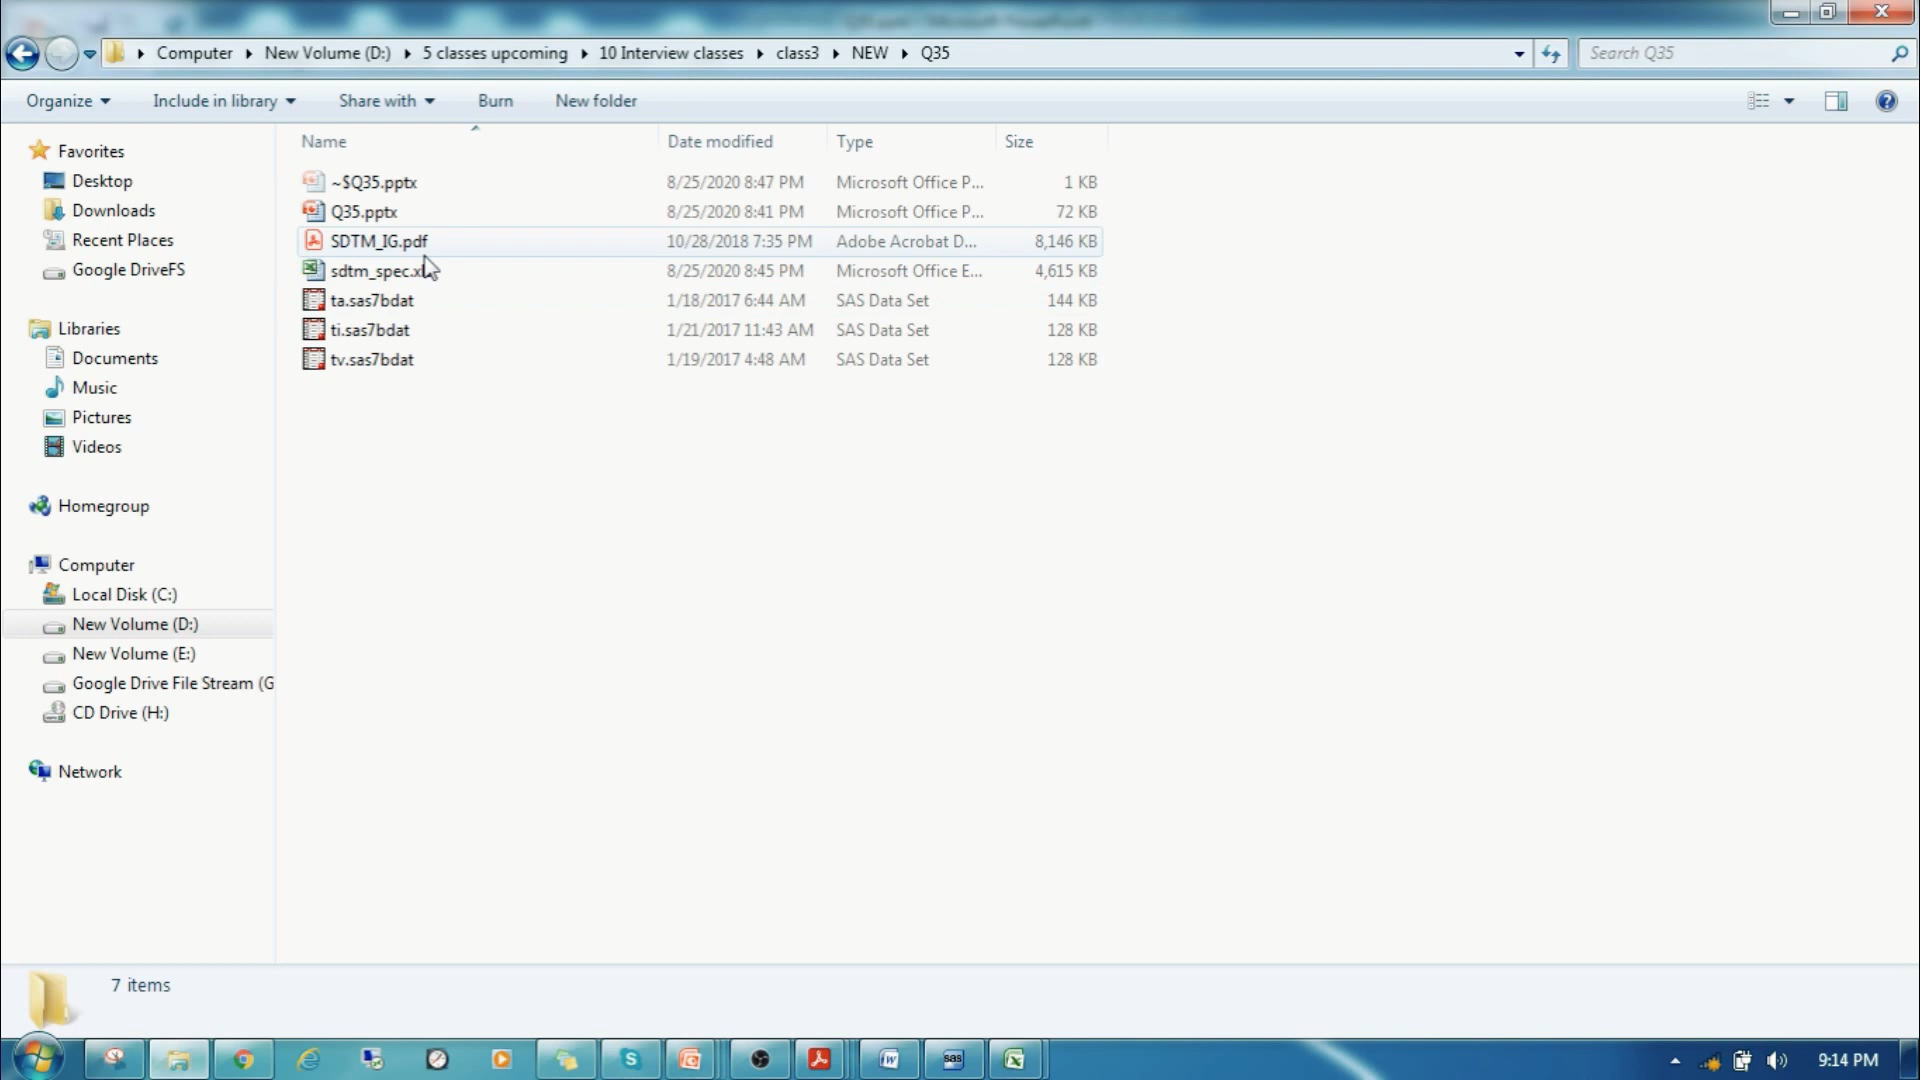 Computer New Volume (D:) 5 classes upcoming 10 Interview classes class3 NEW Q35 Search Q35
Organize Include in library Share with Burn New folder
Name Date modified Type Size
Favorites
Desktop
Downloads
Recent Places
Google DriveFS
Libraries
Documents
Music
Pictures
Videos
Homegroup
Computer
Local Disk (C:)
New Volume (D:)
New Volume (E:)
Google Drive File Stream (G
CD Drive (H:)
Network
~$Q35.pptx 8/25/2020 8:47 PM Microsoft Office P... 1 KB
Q35.pptx 8/25/2020 8:41 PM Microsoft Office P... 72 KB
SDTM_IG.pdf 10/28/2018 7:35 PM Adobe Acrobat D... 8,146 KB
8/25/2020 8:45 PM Microsoft Office E... 4,615 KB
ta.sas7bdat 1/18/2017 6:44 AM SAS Data Set 144 KB
ti.sas7bdat 1/21/2017 11:43 AM SAS Data Set 128 KB
tv.sas7bdat 1/19/2017 4:48 AM SAS Data Set 128 KB
7 items
sas
9:14 PM